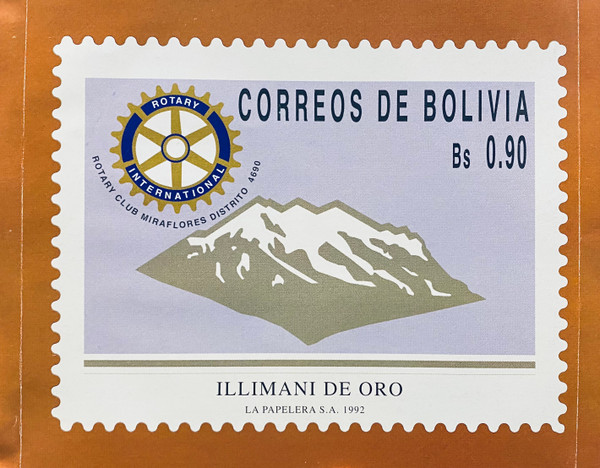 CORREOS DE BOLIVIA
Bs 0.90
ROTARY
INTERNATIONAL
ROTARY CLUB MIRAFLORES DISTRITO 4690
ILLIMANI DE ORO
LA PAPELERA S.A. 1992